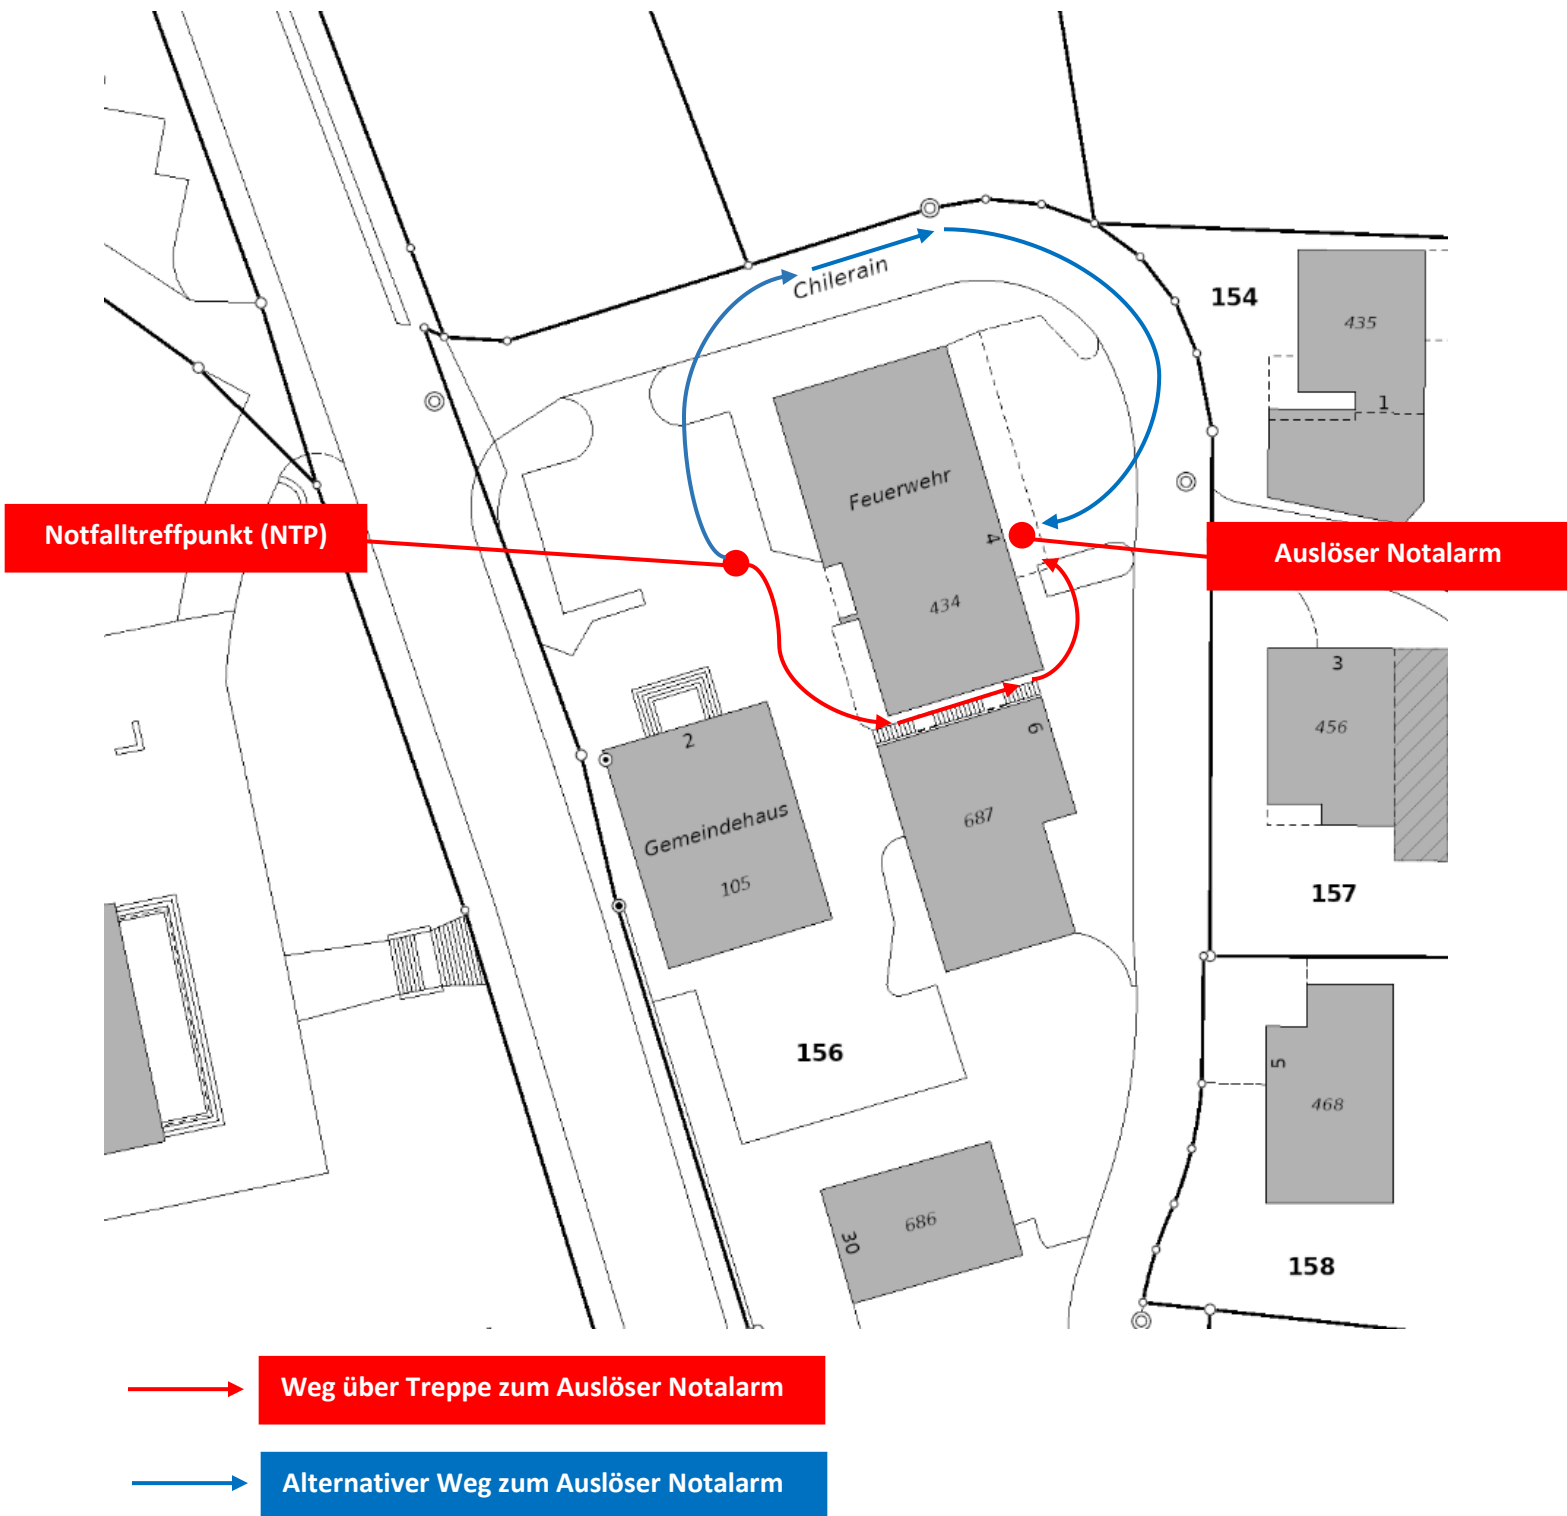 Chilerain
154
435
1
Feuerwehr
4
434
Notfalltreffpunkt (NTP)
Auslöser Notalarm
3
456
2
6
Gemeindehaus
105
687
157
156
5
468
686
30
158
Weg über Treppe zum Auslöser Notalarm
Alternativer Weg zum Auslöser Notalarm